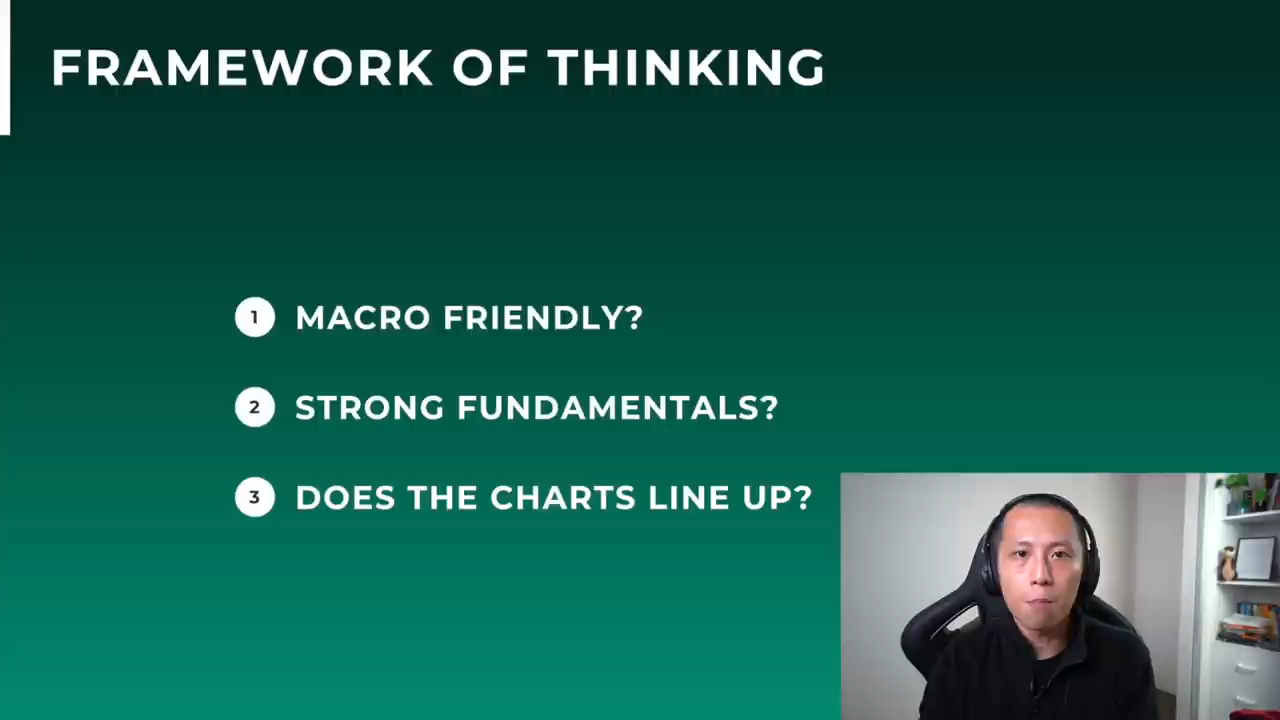 FRAMEWORK OF THINKING
1 MACRO FRIENDLY?
2 STRONG FUNDAMENTALS?
3 DOES THE CHARTS LINE UP?